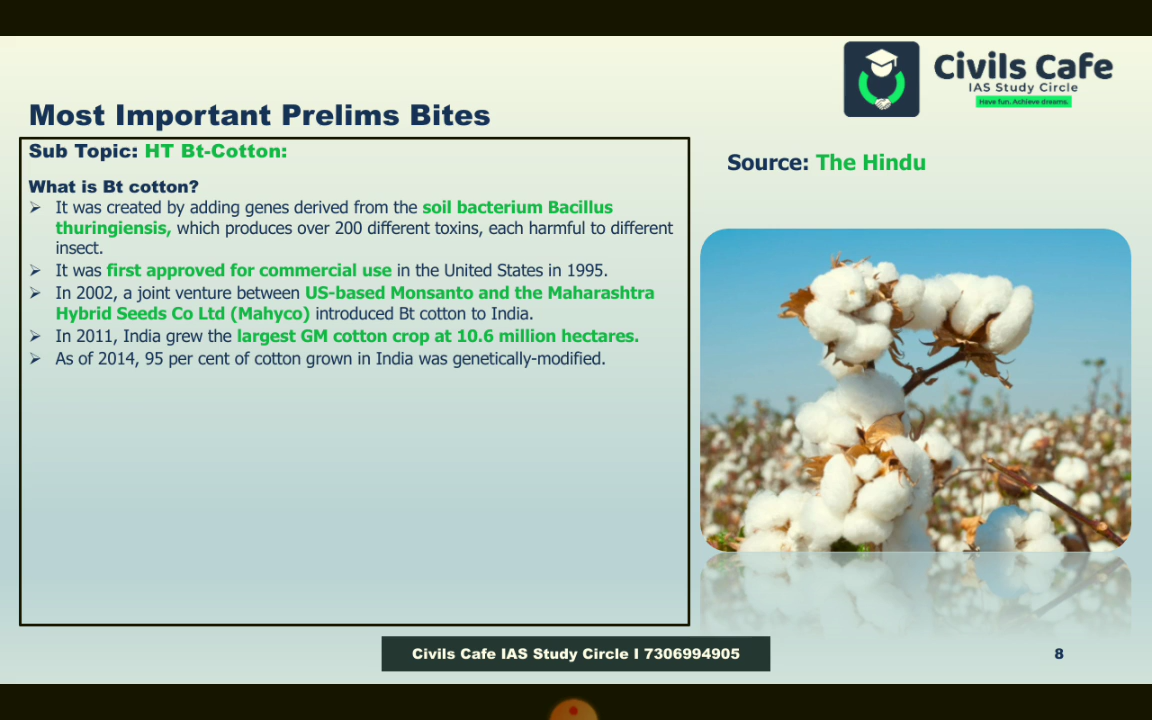 Civils Cafe
IAS Study Circle
Have fun. Achieve dreams.
Most Important Prelims Bites
Sub Topic: HT Bt-Cotton:
Source: The Hindu
What is Bt cotton?
➢ It was created by adding genes derived from the soil bacterium Bacillus
thuringiensis, which produces over 200 different toxins, each harmful to different
insect.
➢ It was first approved for commercial use in the United States in 1995.
➢ In 2002, a joint venture between US-based Monsanto and the Maharashtra
Hybrid Seeds Co Ltd (Mahyco) introduced Bt cotton to India.
➢ In 2011, India grew the largest GM cotton crop at 10.6 million hectares.
➢ As of 2014, 95 per cent of cotton grown in India was genetically-modified.
Civils Cafe IAS Study Circle I 7306994905
8